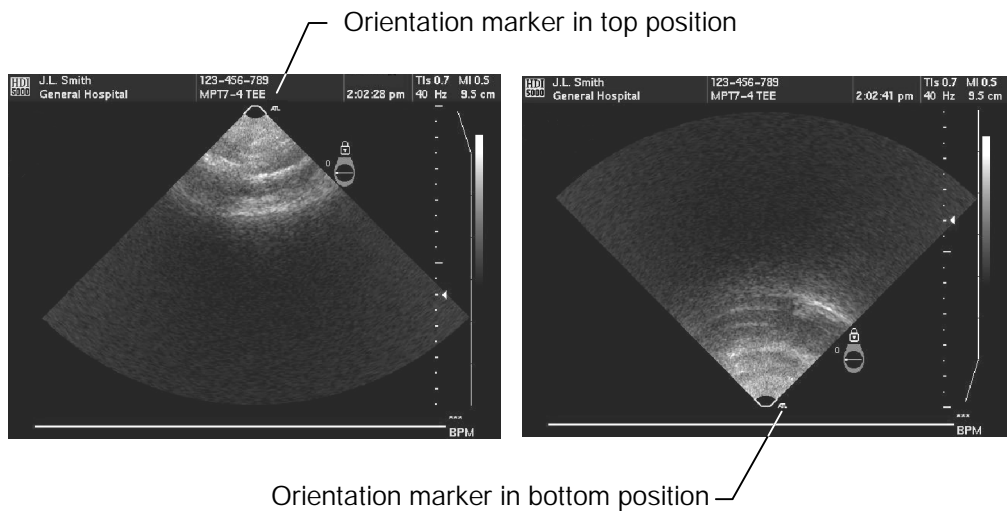 Orientation marker in top position
HDI 5000 J.L. Smith 123-456-789 TIs 0.7 MI 0.5
General Hospital MPT7-4 TEE 2:02:28 pm 40 Hz 9.5 cm
ATL
0
***
BPM
HDI 5000 J.L. Smith 123-456-789 TIs 0.7 MI 0.5
General Hospital MPT7-4 TEE 2:02:41 pm 40 Hz 9.5 cm
0
ATL
***
BPM
Orientation marker in bottom position